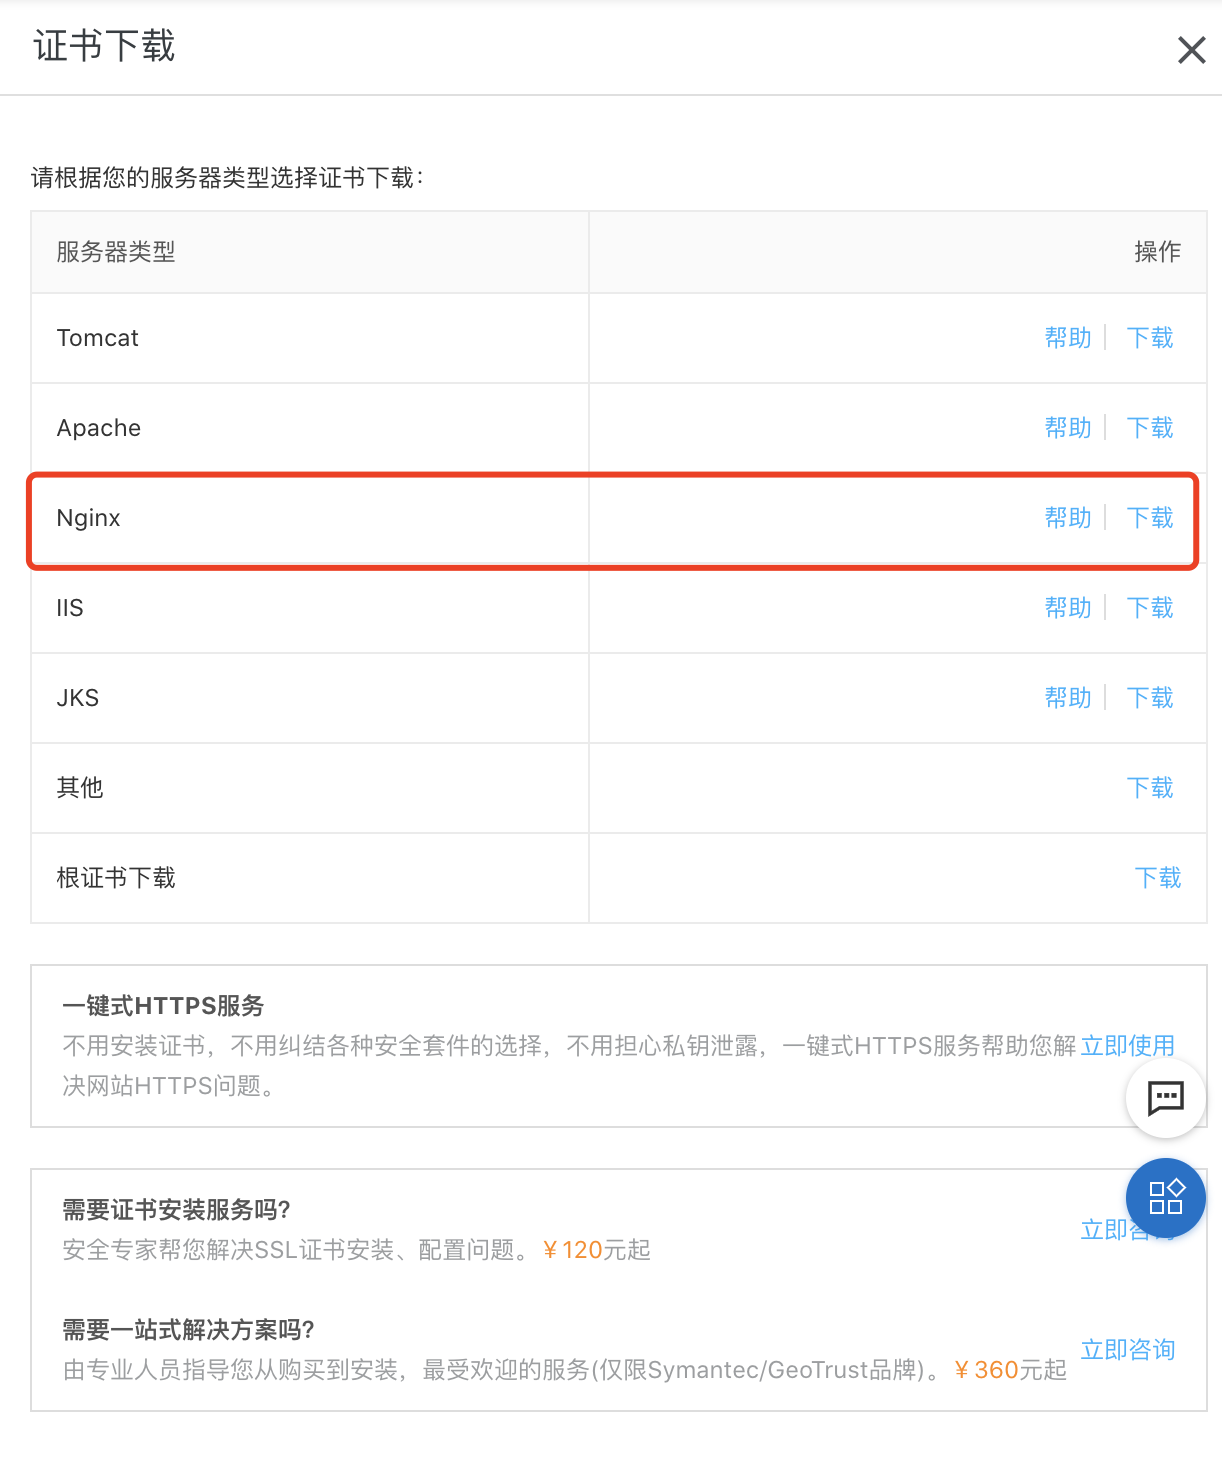 证书下载
请根据您的服务器类型选择证书下载：
服务器类型 操作
Tomcat 帮助 下载
Apache 帮助 下载
Nginx 帮助 下载
IIS 帮助 下载
JKS 帮助 下载
其他 下载
根证书下载 下载
一键式HTTPS服务
不用安装证书，不用纠结各种安全套件的选择，不用担心私钥泄露，一键式HTTPS服务帮助您解 立即使用
决网站HTTPS问题。
需要证书安装服务吗?
安全专家帮您解决SSL证书安装、配置问题。￥120元起
立即咨询
需要一站式解决方案吗?
由专业人员指导您从购买到安装，最受欢迎的服务(仅限Symantec/GeoTrust品牌)。￥360元起
立即咨询